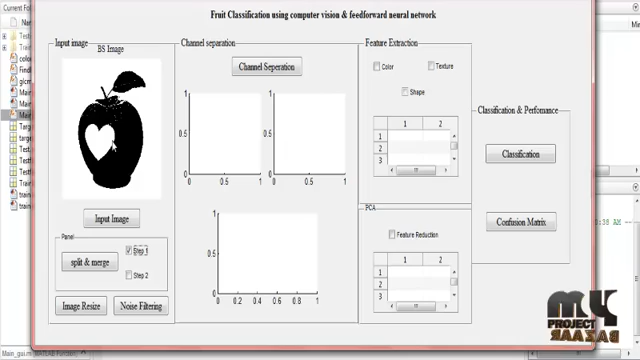 Current Fol
Fruit Classification using computer vision & feedforward neural network
Input image
BS Image
Input Image
Panel
split & merge
Step 1
Step 2
Image Resize
Noise Filtering
Channel separation
Channel Seperation
1
0.5
0
0 0.5 1
1
0.5
0
0 0.5 1
1
0.5
0
0 0.2 0.4 0.6 0.8 1
Feature Extraction
Color
Texture
Shape
1 2
1
2
3
PCA
Feature Reduction
1 2
1
2
3
Classification & Perfomance
Classification
Confusion Matrix
:38 AM
MY
PROJECT
BAZAAR